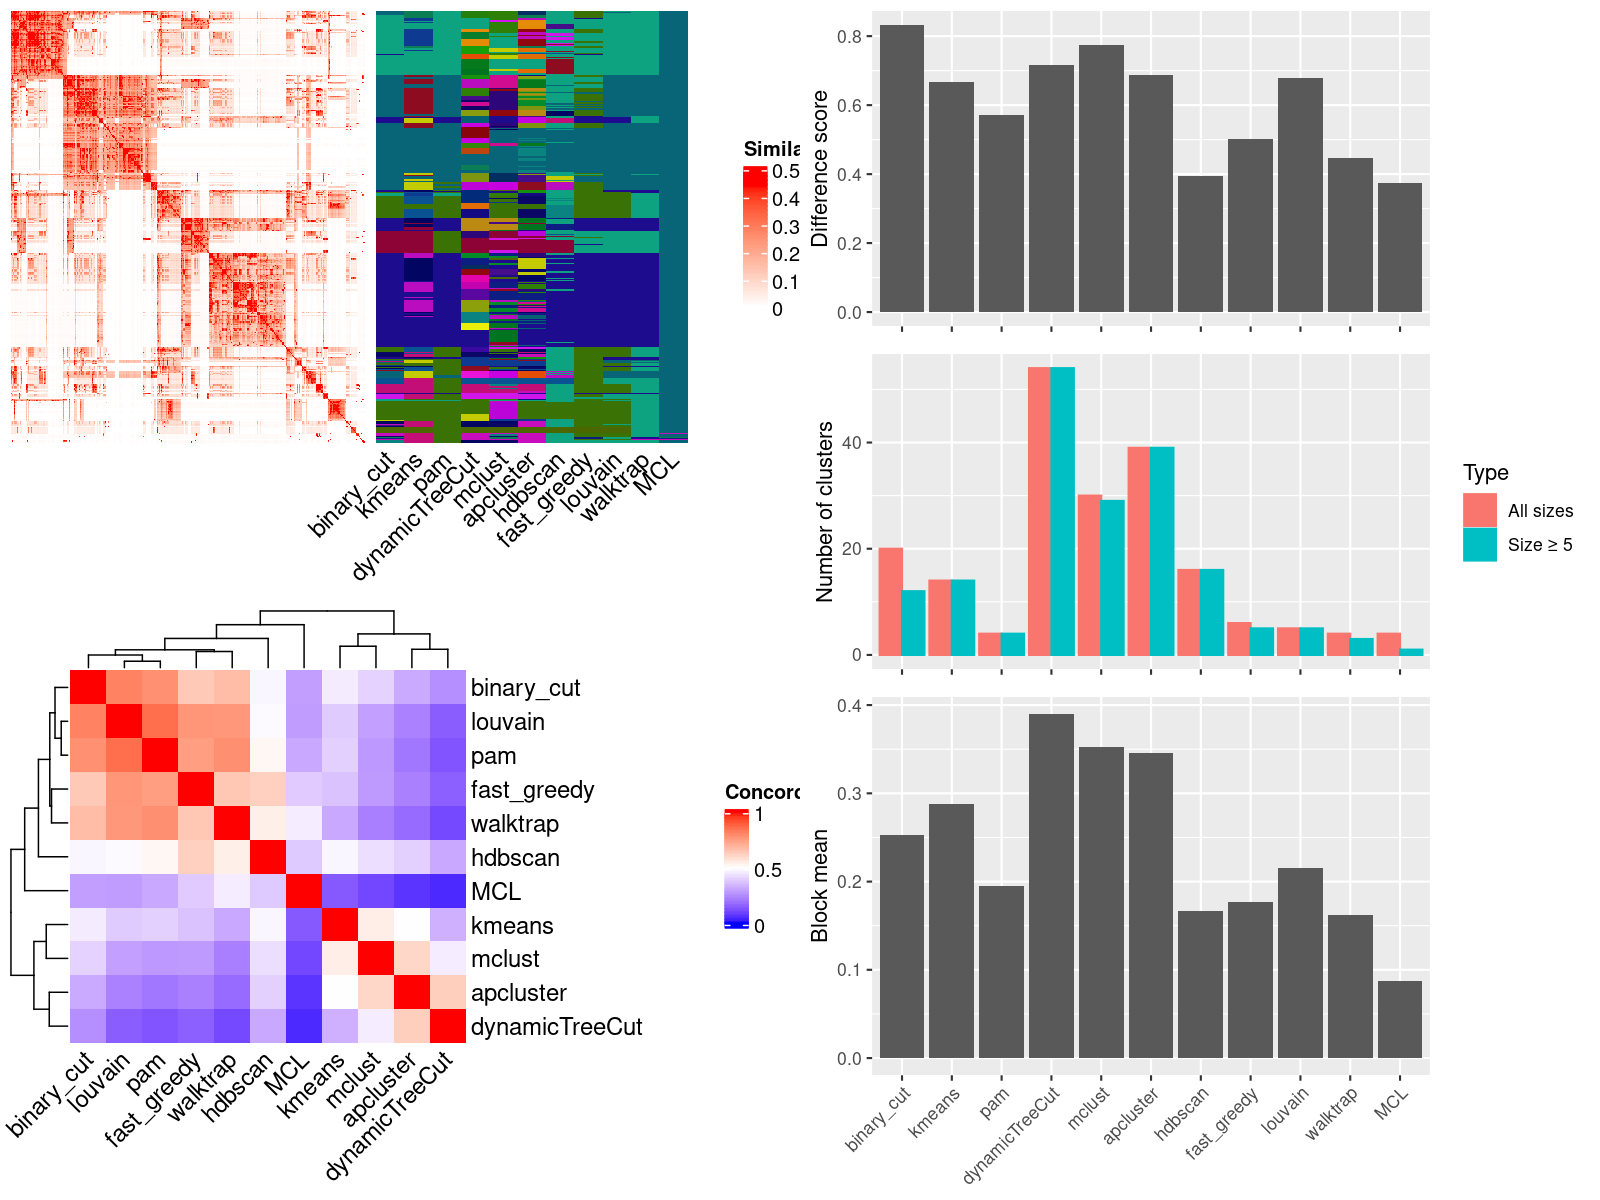 Simila
0.5
0.4
0.3
0.2
0.1
0
binary_cut
kmeans
pam
dynamicTreeCut
mclust
apcluster
hdbscan
fast_greedy
louvain
walktrap
MCL
binary_cut
louvain
pam
fast_greedy
walktrap
hdbscan
MCL
kmeans
mclust
apcluster
dynamicTreeCut
binary_cut
louvain
pam
fast_greedy
walktrap
hdbscan
MCL
kmeans
mclust
apcluster
dynamicTreeCut
Concord
1
0.5
0
Difference score
0.8
0.6
0.4
0.2
0.0
Number of clusters
40
20
0
Type
All sizes
Size ≥ 5
Block mean
0.4
0.3
0.2
0.1
0.0
binary_cut
kmeans
pam
dynamicTreeCut
mclust
apcluster
hdbscan
fast_greedy
louvain
walktrap
MCL